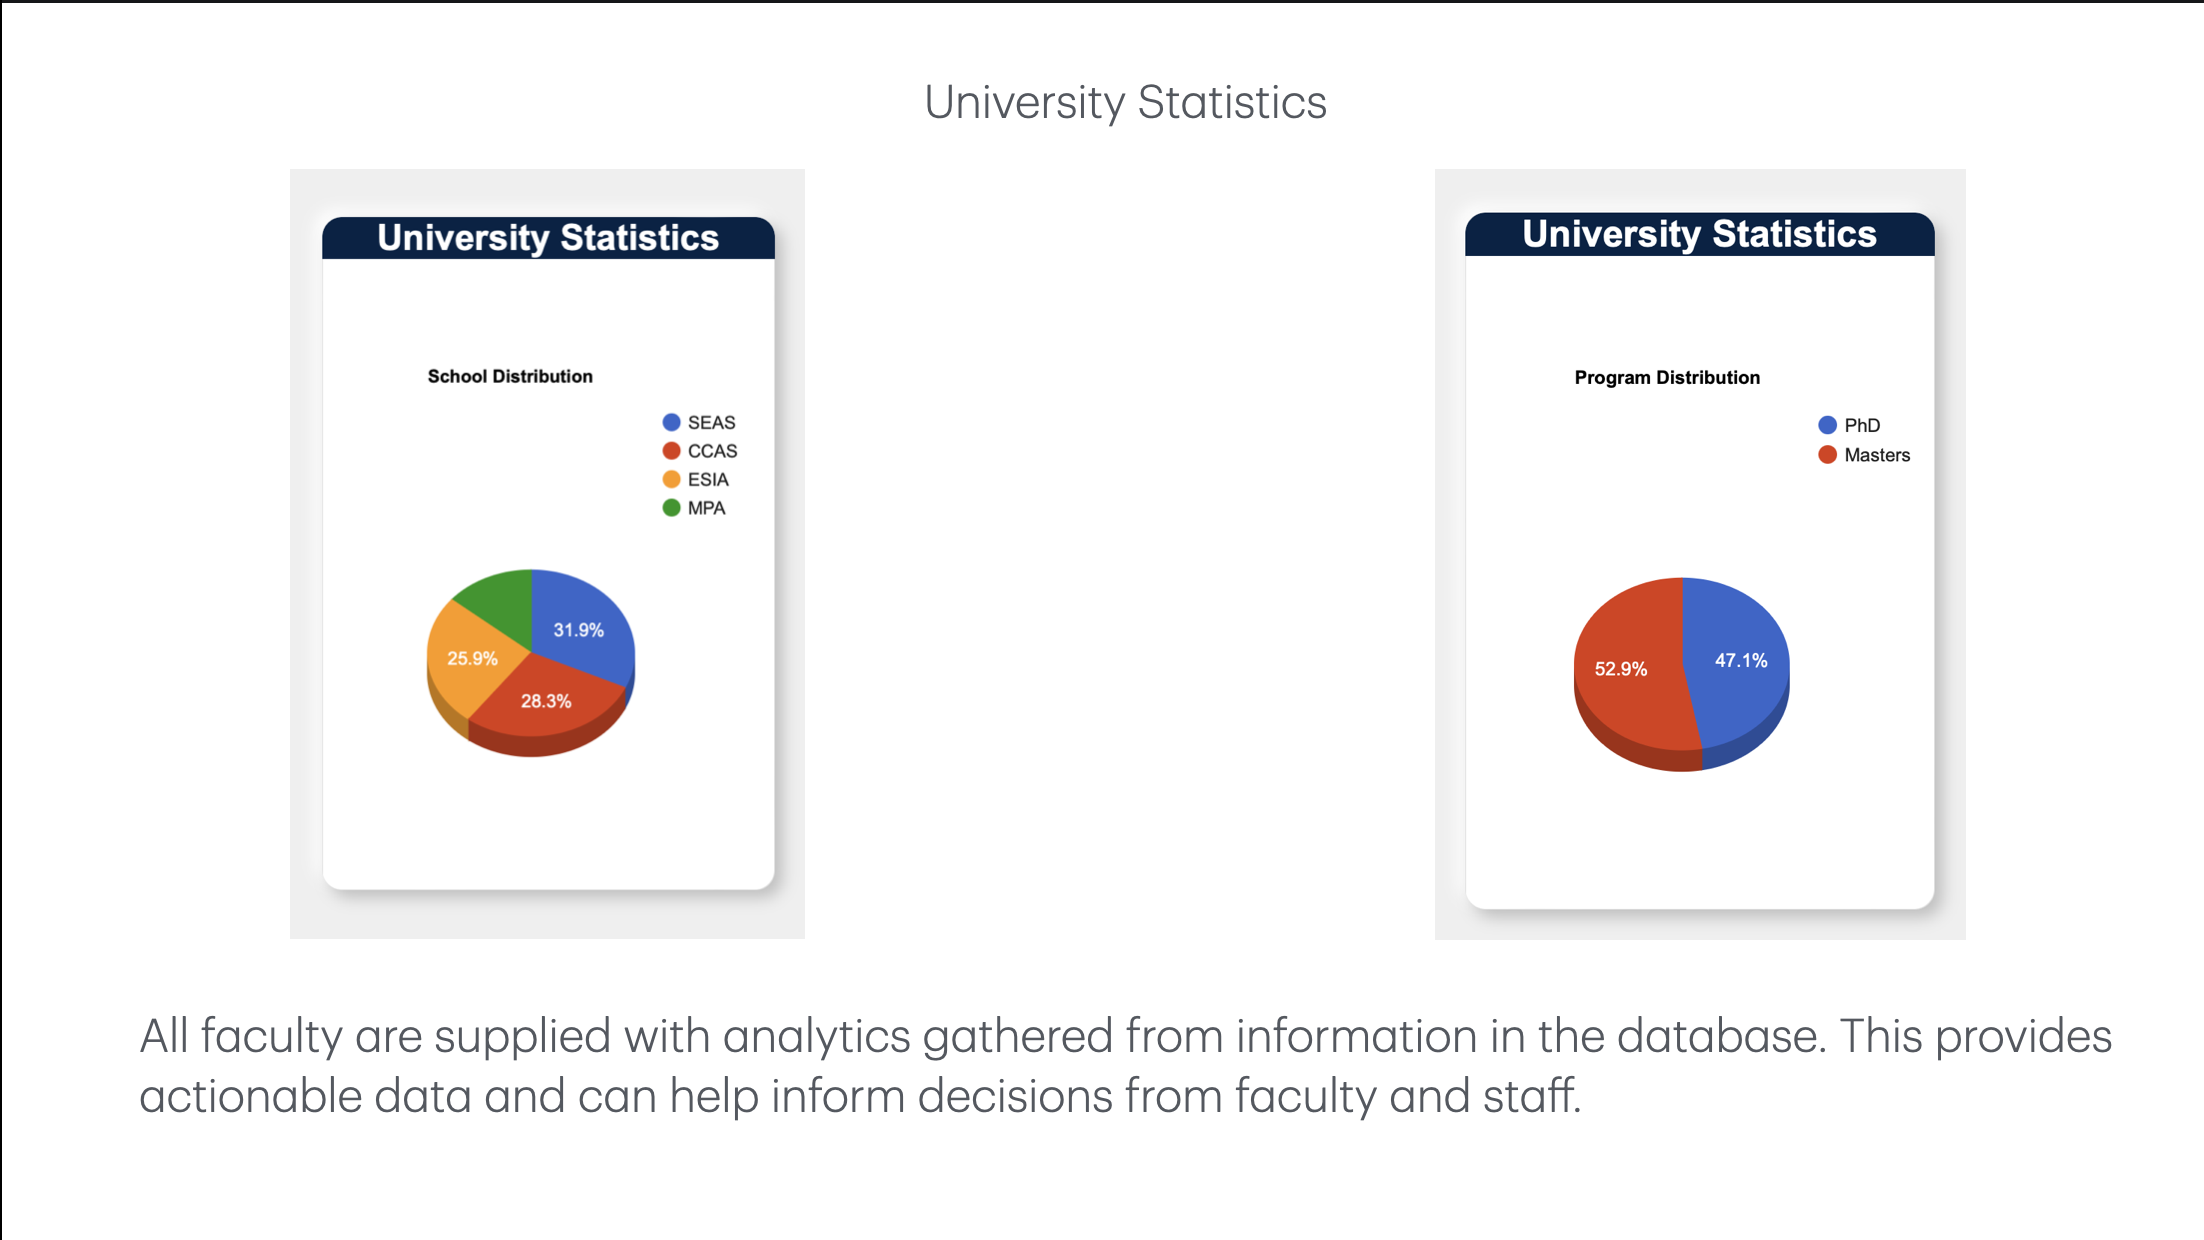 University Statistics
University Statistics
School Distribution
SEAS
CCAS
ESIA
MPA
31.9%
25.9%
28.3%
University Statistics
Program Distribution
PhD
Masters
47.1%
52.9%
All faculty are supplied with analytics gathered from information in the database. This provides
actionable data and can help inform decisions from faculty and staff.